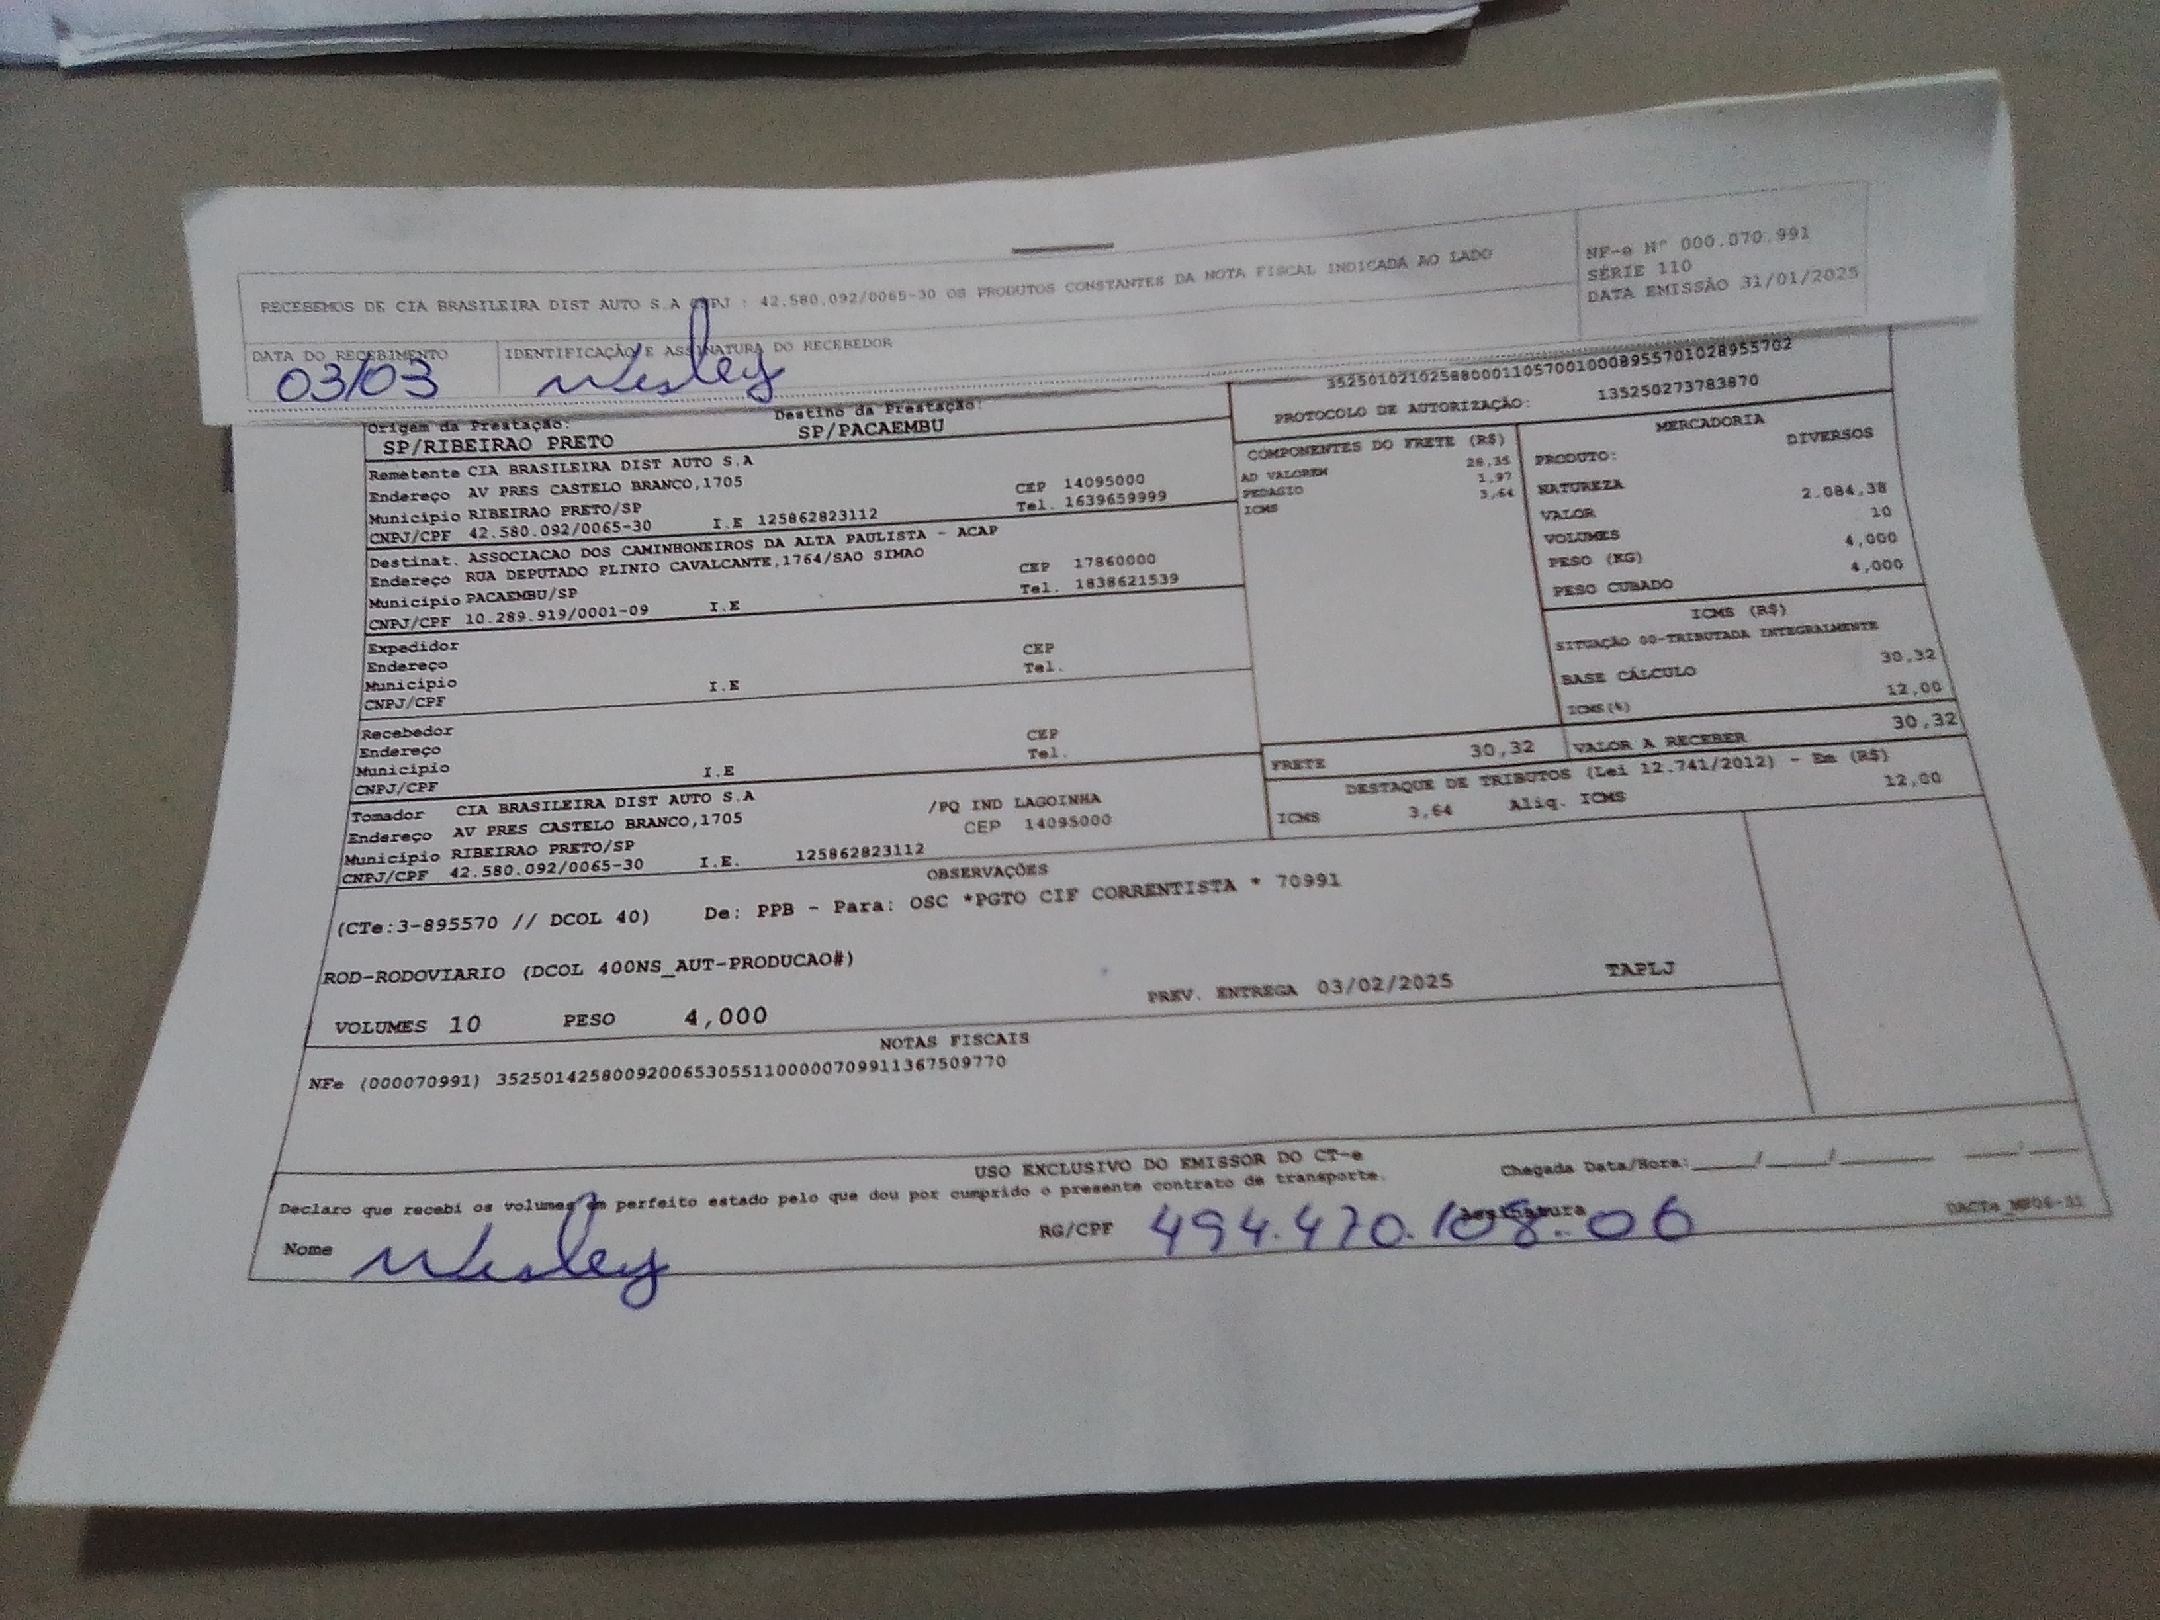 RECEBEMOS DE CIA BRASILEIRA DIST AUTO S.A CNPJ : 42.580.092/0065-30 OS PRODUTOS CONSTANTES DA NOTA FISCAL INDICADA AO LADO
NF-e Nº 000.070.991
SÉRIE 110
DATA EMISSÃO 31/01/2025
DATA DO RECEBIMENTO
03/03
IDENTIFICAÇÃO E ASSINATURA DO RECEBEDOR
Wesley
35250102102588000110570010008955701028955702
PROTOCOLO DE AUTORIZAÇÃO: 135250273783870
Origem da Prestação: Destino da Prestação:
SP/RIBEIRAO PRETO SP/PACAEMBU
Remetente CIA BRASILEIRA DIST AUTO S.A
Endereço AV PRES CASTELO BRANCO,1705 CEP 14095000
Município RIBEIRAO PRETO/SP Tel. 1639659999
CNPJ/CPF 42.580.092/0065-30 I.E 125862823112
Destinat. ASSOCIACAO DOS CAMINHONEIROS DA ALTA PAULISTA - ACAP
Endereço RUA DEPUTADO PLINIO CAVALCANTE,1764/SAO SIMAO CEP 17860000
Município PACAEMBU/SP Tel. 1838621539
CNPJ/CPF 10.289.919/0001-09 I.E
Expedidor
Endereço CEP
Município Tel.
CNPJ/CPF I.E
Recebedor
Endereço CEP
Município Tel.
CNPJ/CPF I.E
Tomador CIA BRASILEIRA DIST AUTO S.A
Endereço AV PRES CASTELO BRANCO,1705 /PQ IND LAGOINHA
Município RIBEIRAO PRETO/SP CEP 14095000
CNPJ/CPF 42.580.092/0065-30 I.E. 125862823112
COMPONENTES DO FRETE (R$)
AD VALOREM 26,35
PEDAGIO 1,97
ICMS 3,64
MERCADORIA
PRODUTO: DIVERSOS
NATUREZA
VALOR 2.084,38
VOLUMES 10
PESO (KG) 4,000
PESO CUBADO 4,000
ICMS (R$)
SITUAÇÃO 00-TRIBUTADA INTEGRALMENTE
BASE CÁLCULO 30,32
ICMS(%) 12,00
FRETE 30,32 VALOR A RECEBER 30,32
DESTAQUE DE TRIBUTOS (Lei 12.741/2012) - Em (R$)
ICMS 3,64 Aliq. ICMS 12,00
OBSERVAÇÕES
(CTe:3-895570 // DCOL 40) De: PPB - Para: OSC *PGTO CIF CORRENTISTA * 70991
ROD-RODOVIARIO (DCOL 400NS_AUT-PRODUCAO#)
VOLUMES 10 PESO 4,000 PREV. ENTREGA 03/02/2025 TAPLJ
NOTAS FISCAIS
NFe (000070991) 35250142580092006530551100000709911367509770
USO EXCLUSIVO DO EMISSOR DO CT-e
Declaro que recebi os volumes em perfeito estado pelo que dou por cumprido o presente contrato de transporte. Chegada Data/Hora:____/____/______ ____/____
Nome Wesley RG/CPF 494.470.108.06 Assinatura